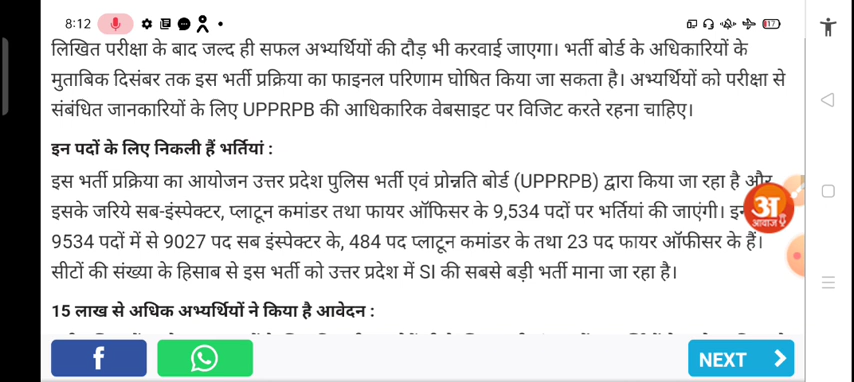 8:12
17
लिखित परीक्षा के बाद जल्द ही सफल अभ्यर्थियों की दौड़ भी करवाई जाएगा। भर्ती बोर्ड के अधिकारियों के
मुताबिक दिसंबर तक इस भर्ती प्रक्रिया का फाइनल परिणाम घोषित किया जा सकता है। अभ्यर्थियों को परीक्षा से
संबंधित जानकारियों के लिए UPPRPB की आधिकारिक वेबसाइट पर विजिट करते रहना चाहिए।
इन पदों के लिए निकली हैं भर्तियां :
इस भर्ती प्रक्रिया का आयोजन उत्तर प्रदेश पुलिस भर्ती एवं प्रोन्नति बोर्ड (UPPRPB) द्वारा किया जा रहा है और
इसके जरिये सब-इंस्पेक्टर, प्लाटून कमांडर तथा फायर ऑफिसर के 9,534 पदों पर भर्तियां की जाएंगी।
अ
आवाज
9534 पदों में से 9027 पद सब इंस्पेक्टर के, 484 पद प्लाटून कमांडर के तथा 23 पद फायर ऑफीसर के हैं।
सीटों की संख्या के हिसाब से इस भर्ती को उत्तर प्रदेश में SI की सबसे बड़ी भर्ती माना जा रहा है।
15 लाख से अधिक अभ्यर्थियों ने किया है आवेदन :
f
NEXT